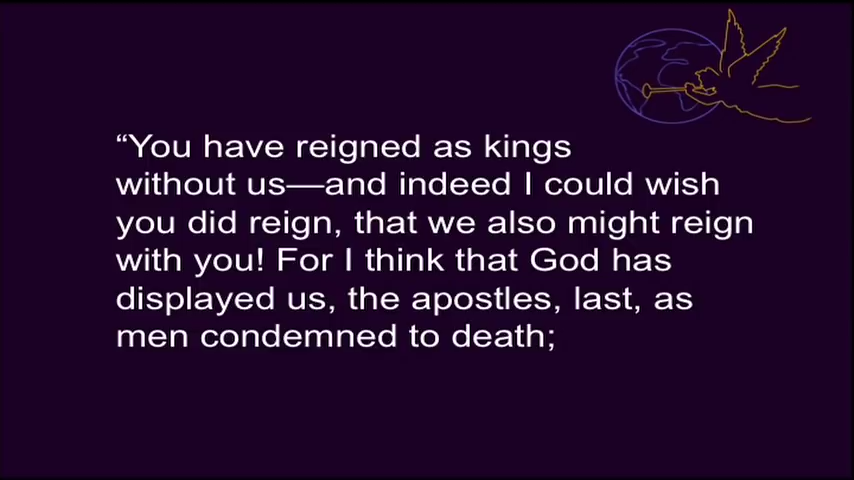 “You have reigned as kings
without us—and indeed I could wish
you did reign, that we also might reign
with you! For I think that God has
displayed us, the apostles, last, as
men condemned to death;